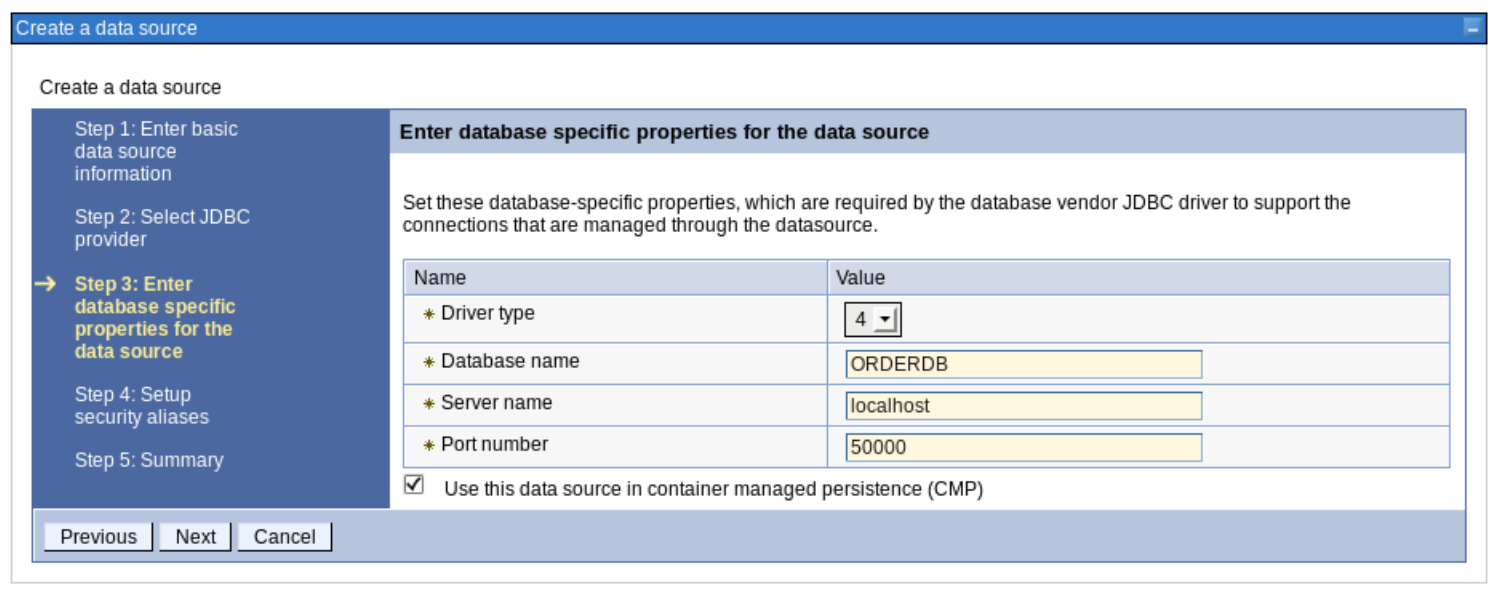 Create a data source
Create a data source
Step 1: Enter basic
data source
information
Step 2: Select JDBC
provider
Step 3: Enter
database specific
properties for the
data source
Step 4: Setup
security aliases
Step 5: Summary
Enter database specific properties for the data source
Set these database-specific properties, which are required by the database vendor JDBC driver to support the
connections that are managed through the datasource.
Name Value
Driver type 4
Database name ORDERDB
Server name localhost
Port number 50000
Use this data source in container managed persistence (CMP)
Previous Next Cancel